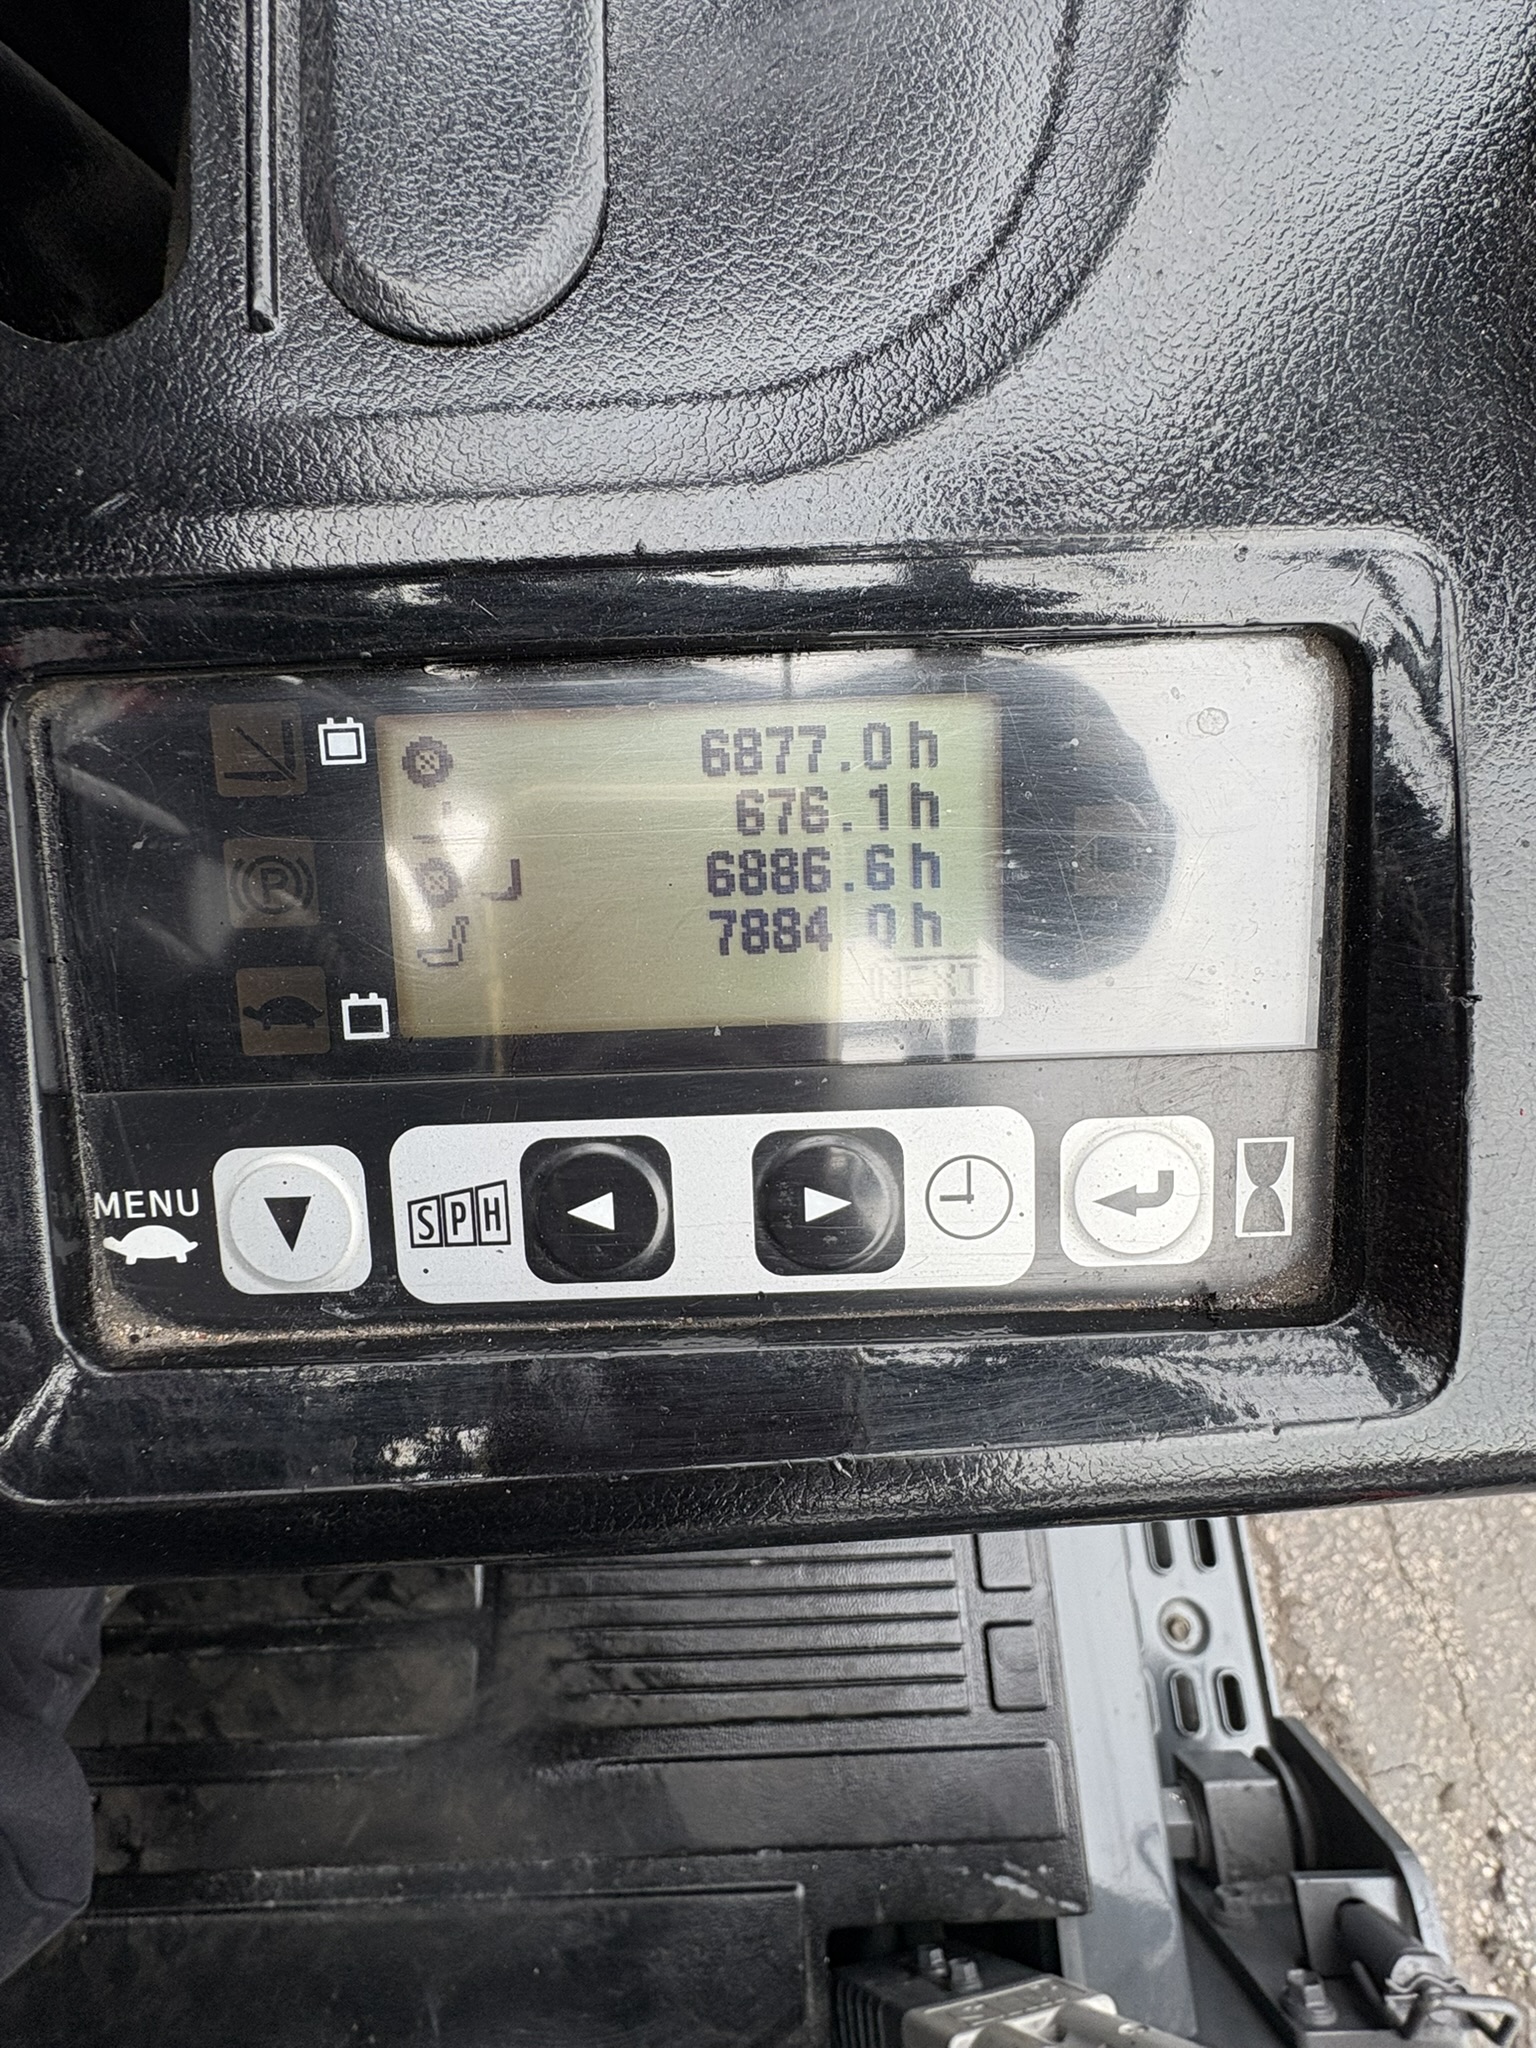 6877.0h
676.1h
6886.6h
7884.0h
NEXT
P
MENU
SPH